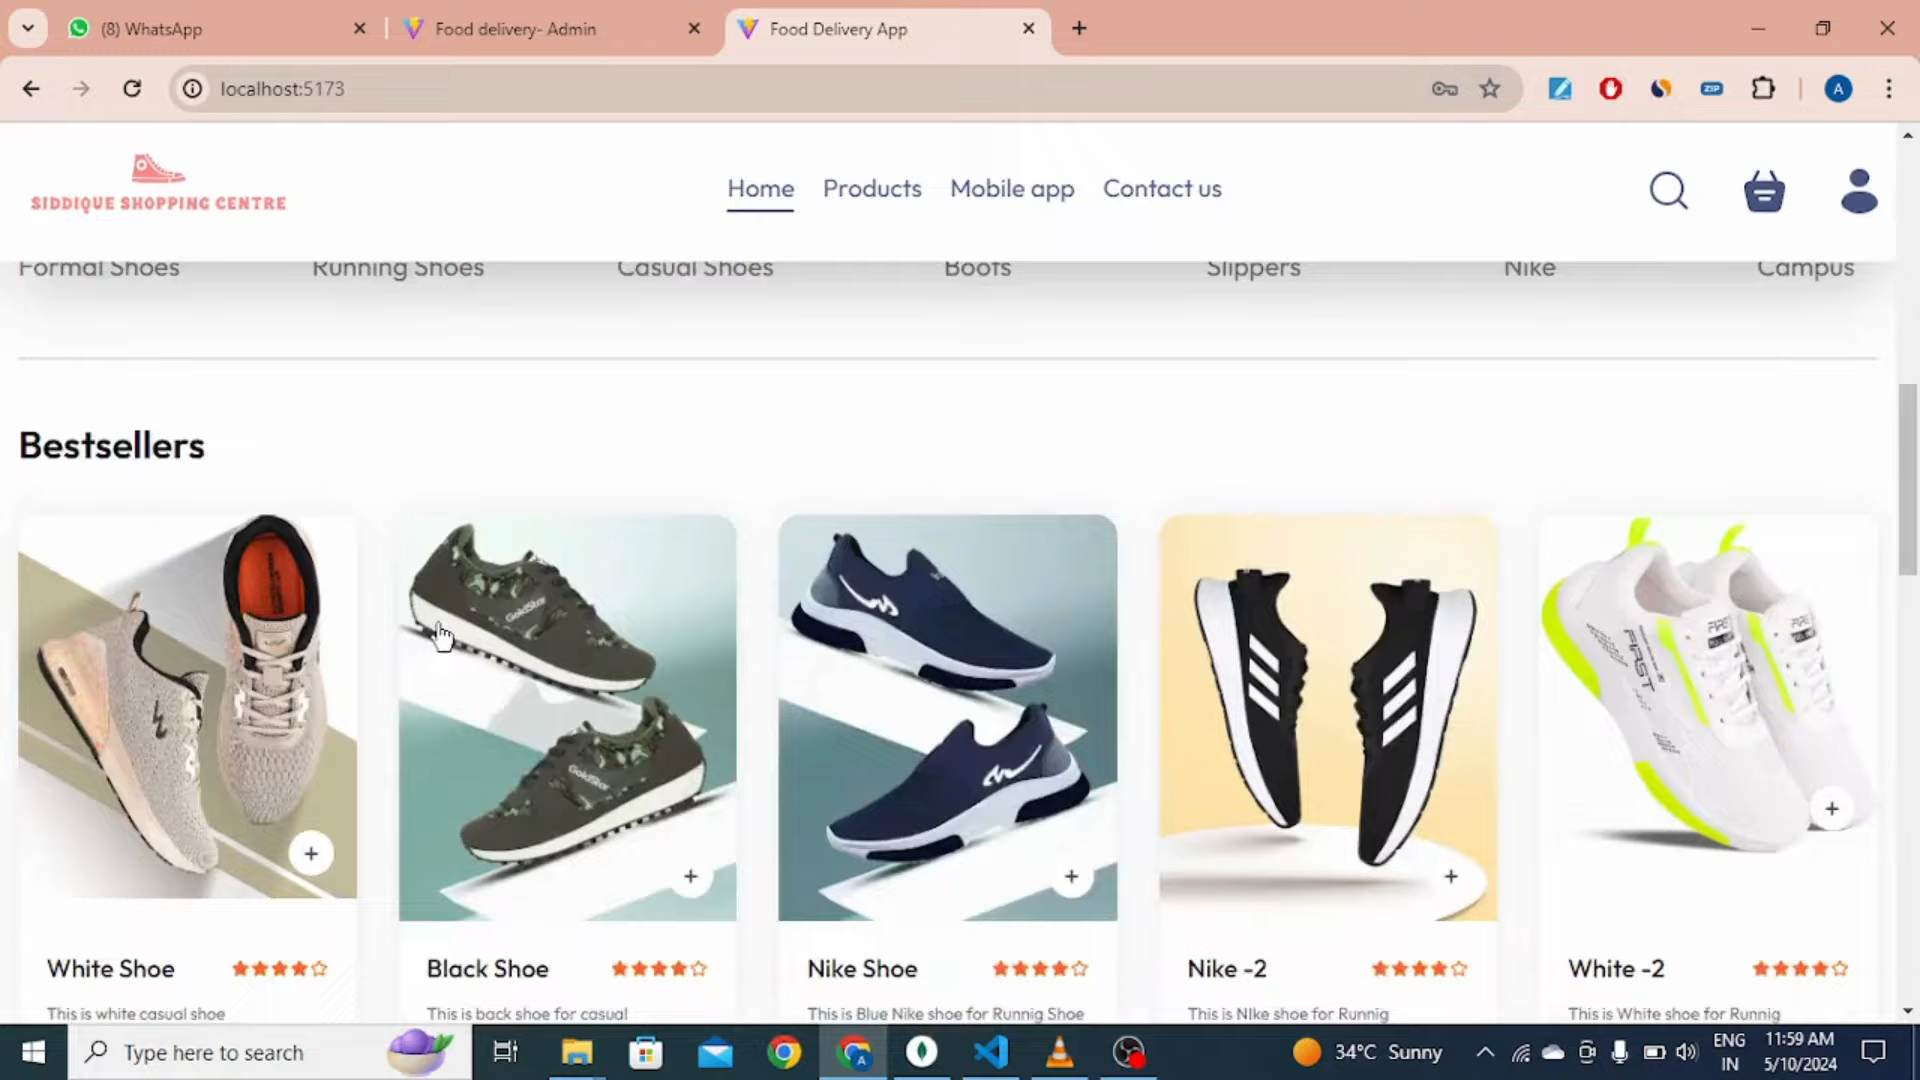 (8) WhatsApp
Food delivery- Admin
Food Delivery App
localhost:5173
ZIP
A
SIDDIQUE SHOPPING CENTRE
Home
Products
Mobile app
Contact us
Formal Shoes
Running Shoes
Casual Shoes
Boots
Slippers
Nike
Campus
Bestsellers
GoldStar
GoldStar
FIRST
White Shoe
Black Shoe
Nike Shoe
Nike -2
White -2
This is white casual shoe
This is back shoe for casual
This is Blue Nike shoe for Runnig Shoe
This is NIke shoe for Runnig
This is White shoe for Runnig
Type here to search
34°C Sunny
ENG
IN
11:59 AM
5/10/2024